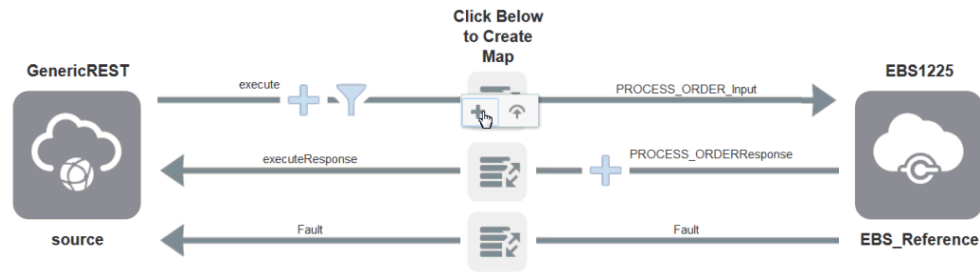 Click Below
to Create
Map
GenericREST
EBS1225
execute
PROCESS_ORDER_Input
executeResponse
PROCESS_ORDERResponse
Fault
Fault
source
EBS_Reference